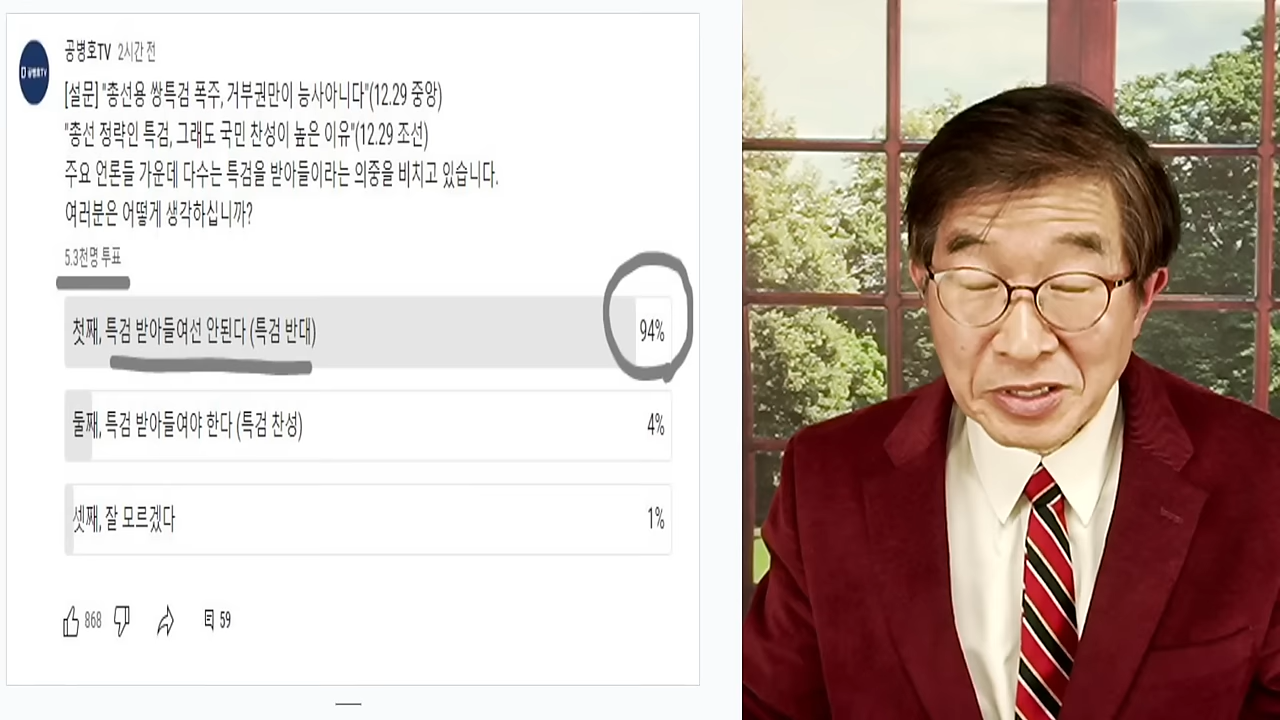 공병호TV 2시간 전
공병호TV
[설문] "총선용 쌍특검 폭주, 거부권만이 능사아니다"(12.29 중앙)
"총선 정략인 특검, 그래도 국민 찬성이 높은 이유"(12.29 조선)
주요 언론들 가운데 다수는 특검을 받아들이라는 의중을 비치고 있습니다.
여러분은 어떻게 생각하십니까?
5.3천명 투표
첫째, 특검 받아들여선 안된다 (특검 반대) 94%
둘째, 특검 받아들여야 한다 (특검 찬성) 4%
셋째, 잘 모르겠다 1%
868 59